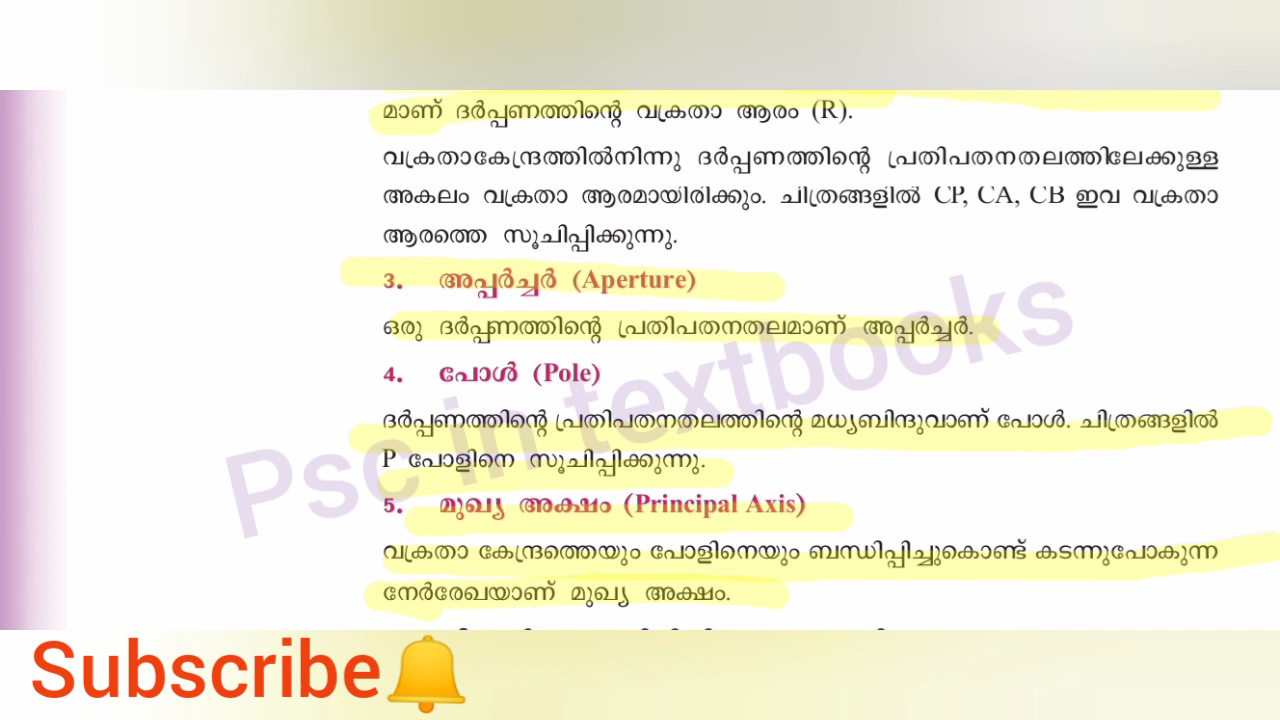 മാണ് ദർപ്പണത്തിന്റെ വക്രതാ ആരം (R).
വക്രതാകേന്ദ്രത്തിൽനിന്നു ദർപ്പണത്തിന്റെ പ്രതിപതനതലത്തിലേക്കുള്ള
അകലം വക്രതാ ആരമായിരിക്കും. ചിത്രങ്ങളിൽ CP, CA, CB ഇവ വക്രതാ
ആരത്തെ സൂചിപ്പിക്കുന്നു.
3. അപ്പർച്ചർ (Aperture)
ഒരു ദർപ്പണത്തിന്റെ പ്രതിപതനതലമാണ് അപ്പർച്ചർ.
4. പോൾ (Pole)
ദർപ്പണത്തിന്റെ പ്രതിപതനതലത്തിന്റെ മധ്യബിന്ദുവാണ് പോൾ. ചിത്രങ്ങളിൽ
P പോളിനെ സൂചിപ്പിക്കുന്നു.
5. മുഖ്യ അക്ഷം (Principal Axis)
വക്രതാ കേന്ദ്രത്തെയും പോളിനെയും ബന്ധിപ്പിച്ചുകൊണ്ട് കടന്നുപോകുന്ന
നേർരേഖയാണ് മുഖ്യ അക്ഷം.
Psc in textbooks
Subscribe